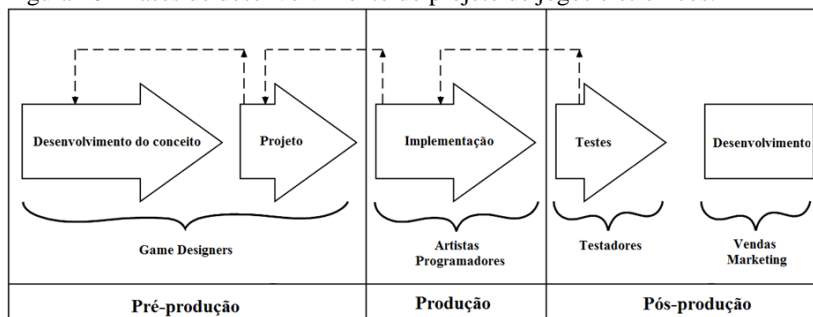 Desenvolvimento do conceito
Projeto
Implementação
Testes
Desenvolvimento
Game Designers
Artistas
Programadores
Testadores
Vendas
Marketing
Pré-produção
Produção
Pós-produção